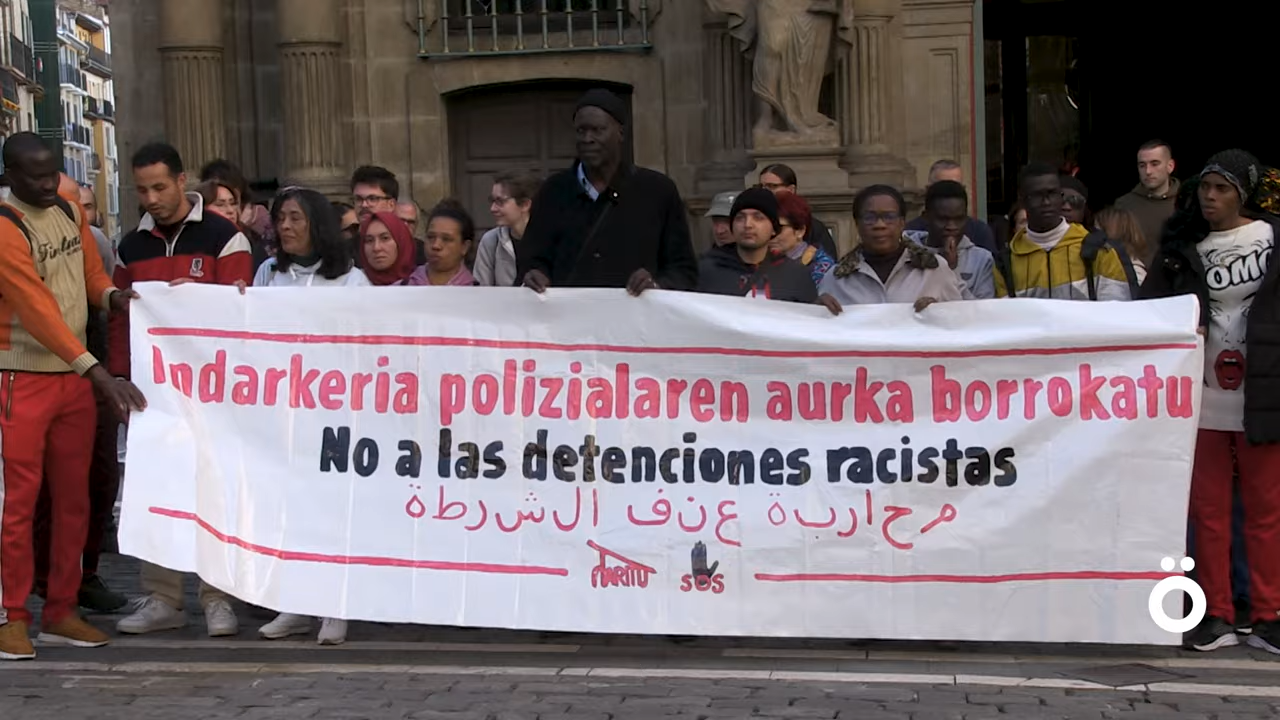 Indarkeria polizialaren aurka borrokatu
No a las detenciones racistas
محاربة عنف الشرطة
SOS